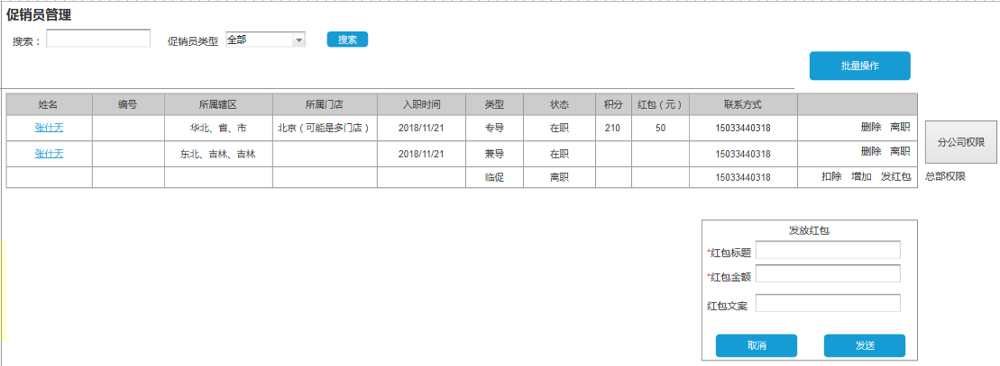 促销员管理
搜索： 促销员类型 全部 搜索
批量操作
姓名 编号 所属辖区 所属门店 入职时间 类型 状态 积分 红包（元） 联系方式
张仕天 华北、省、市 北京（可能是多门店） 2018/11/21 专导 在职 210 50 15033440318 删除 离职
张仕天 东北、吉林、吉林 2018/11/21 兼导 在职 15033440318 删除 离职
分公司权限
临促 离职 15033440318 扣除 增加 发红包 总部权限
发放红包
*红包标题
*红包金额
红包文案
取消 发送